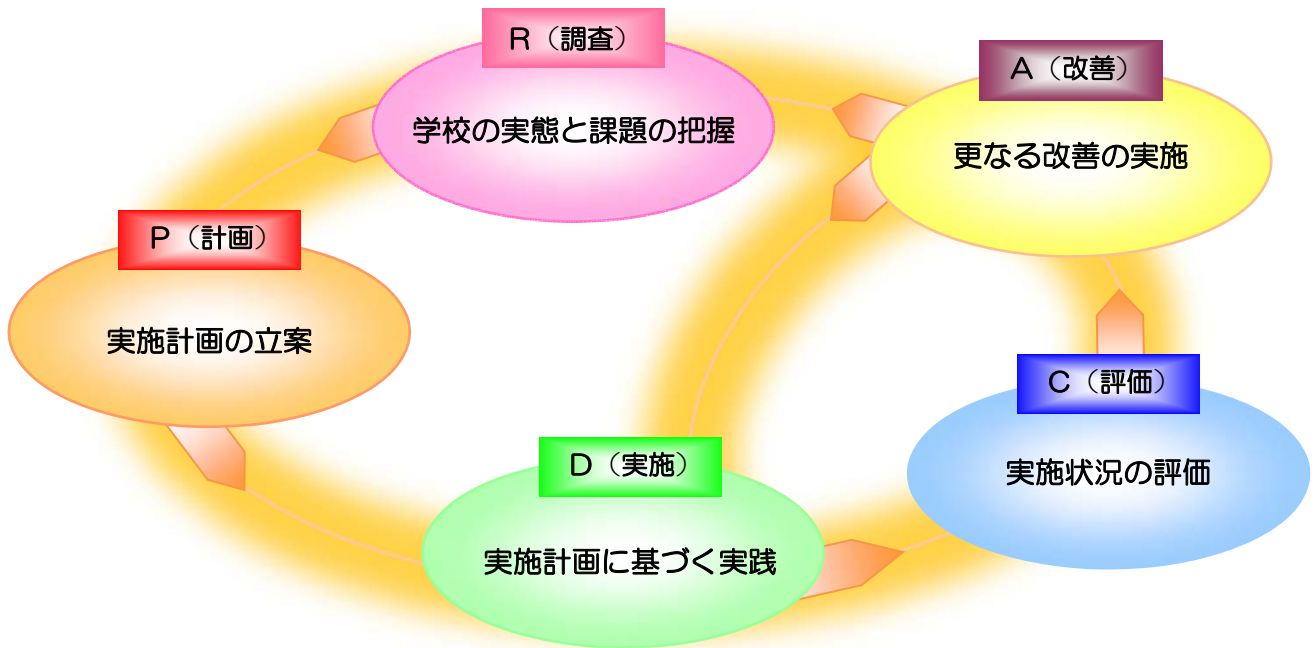 R（調査）
学校の実態と課題の把握
A（改善）
更なる改善の実施
P（計画）
実施計画の立案
C（評価）
実施状況の評価
D（実施）
実施計画に基づく実践